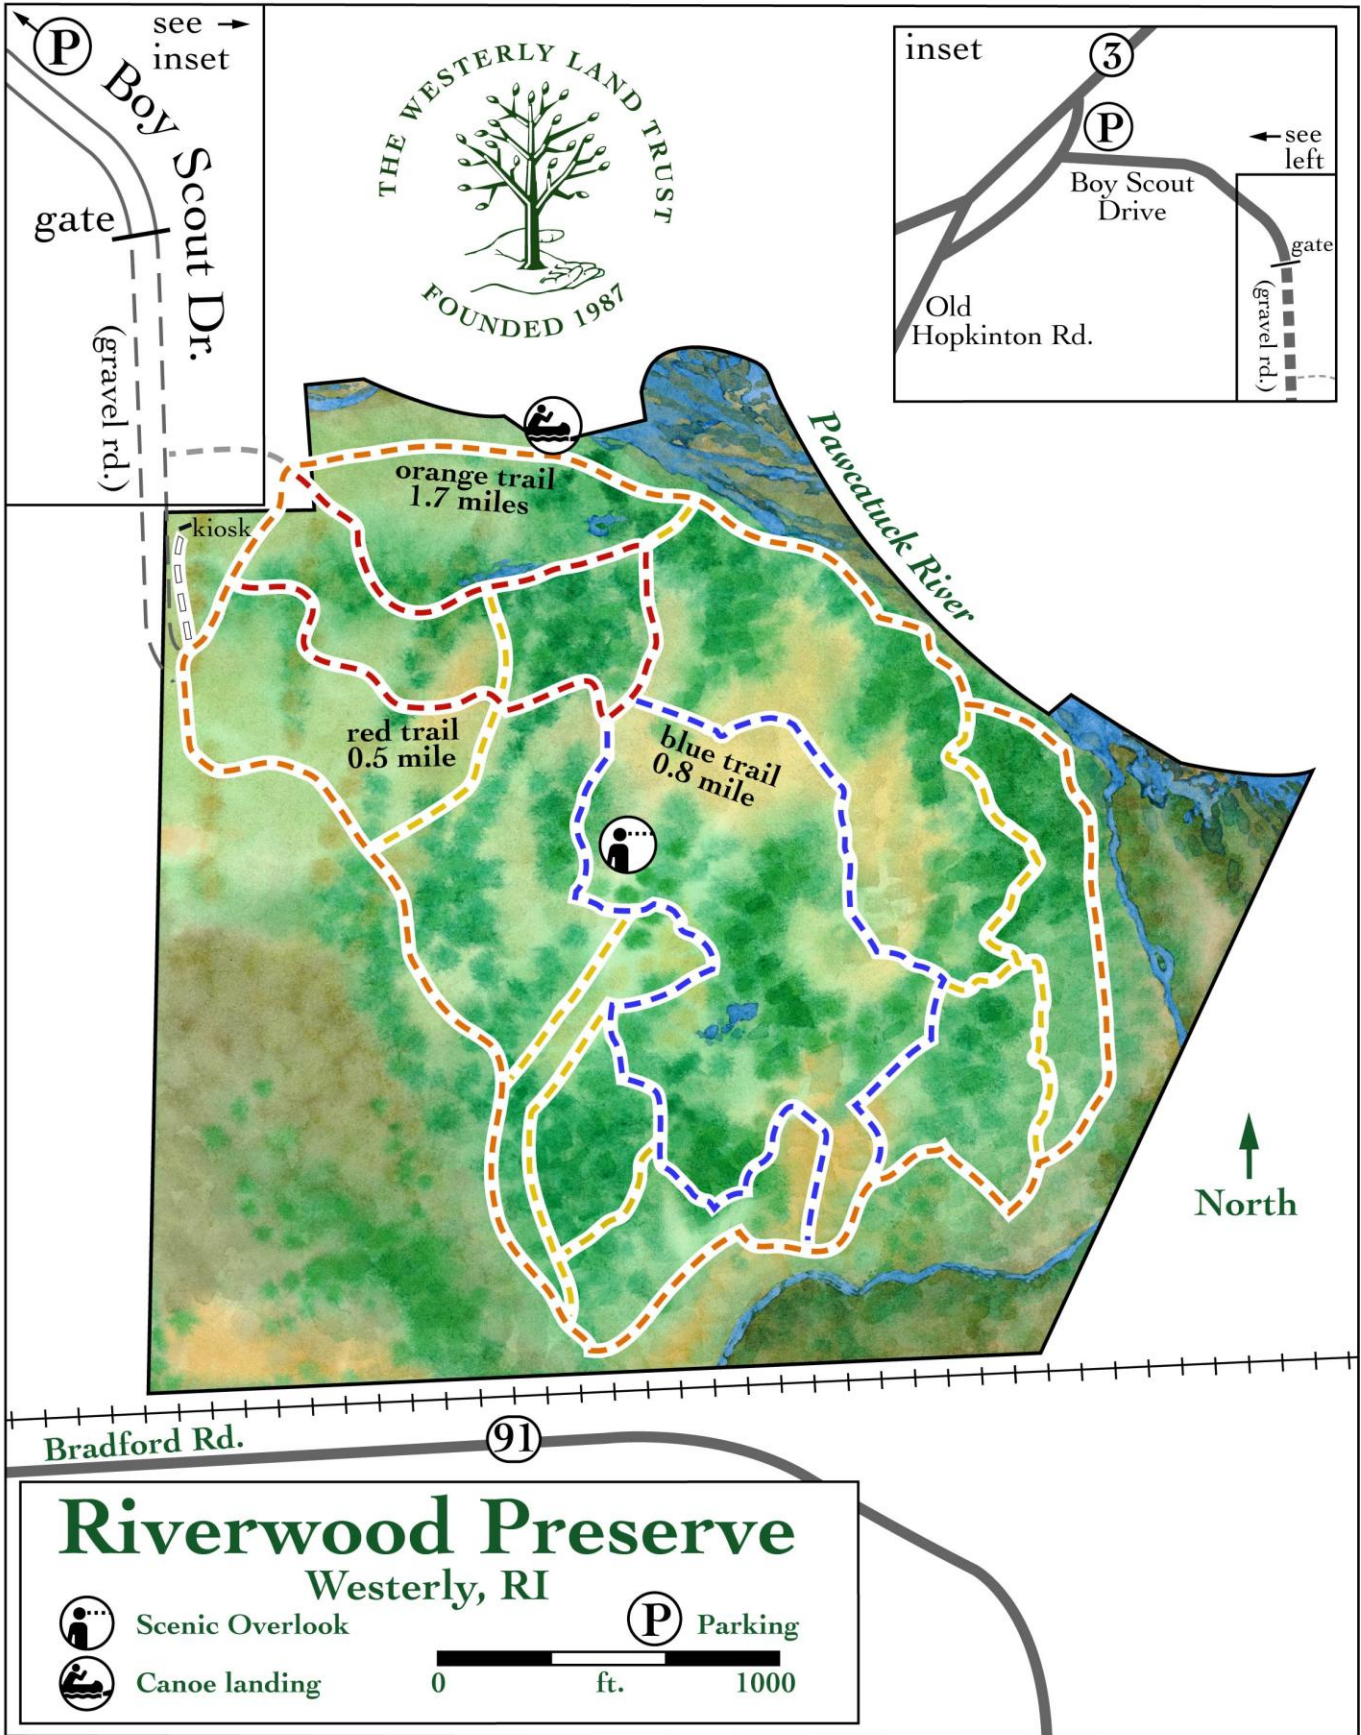 P
see
inset
Boy Scout Dr.
gate
(gravel rd.)
THE WESTERLY LAND TRUST
FOUNDED 1987
inset
3
P
see
left
Boy Scout
Drive
gate
(gravel rd.)
Old
Hopkinton Rd.
Pawcatuck River
orange trail
1.7 miles
kiosk
red trail
0.5 mile
blue trail
0.8 mile
North
Bradford Rd.
91
Riverwood Preserve
Westerly, RI
Scenic Overlook
P Parking
Canoe landing
0 ft. 1000